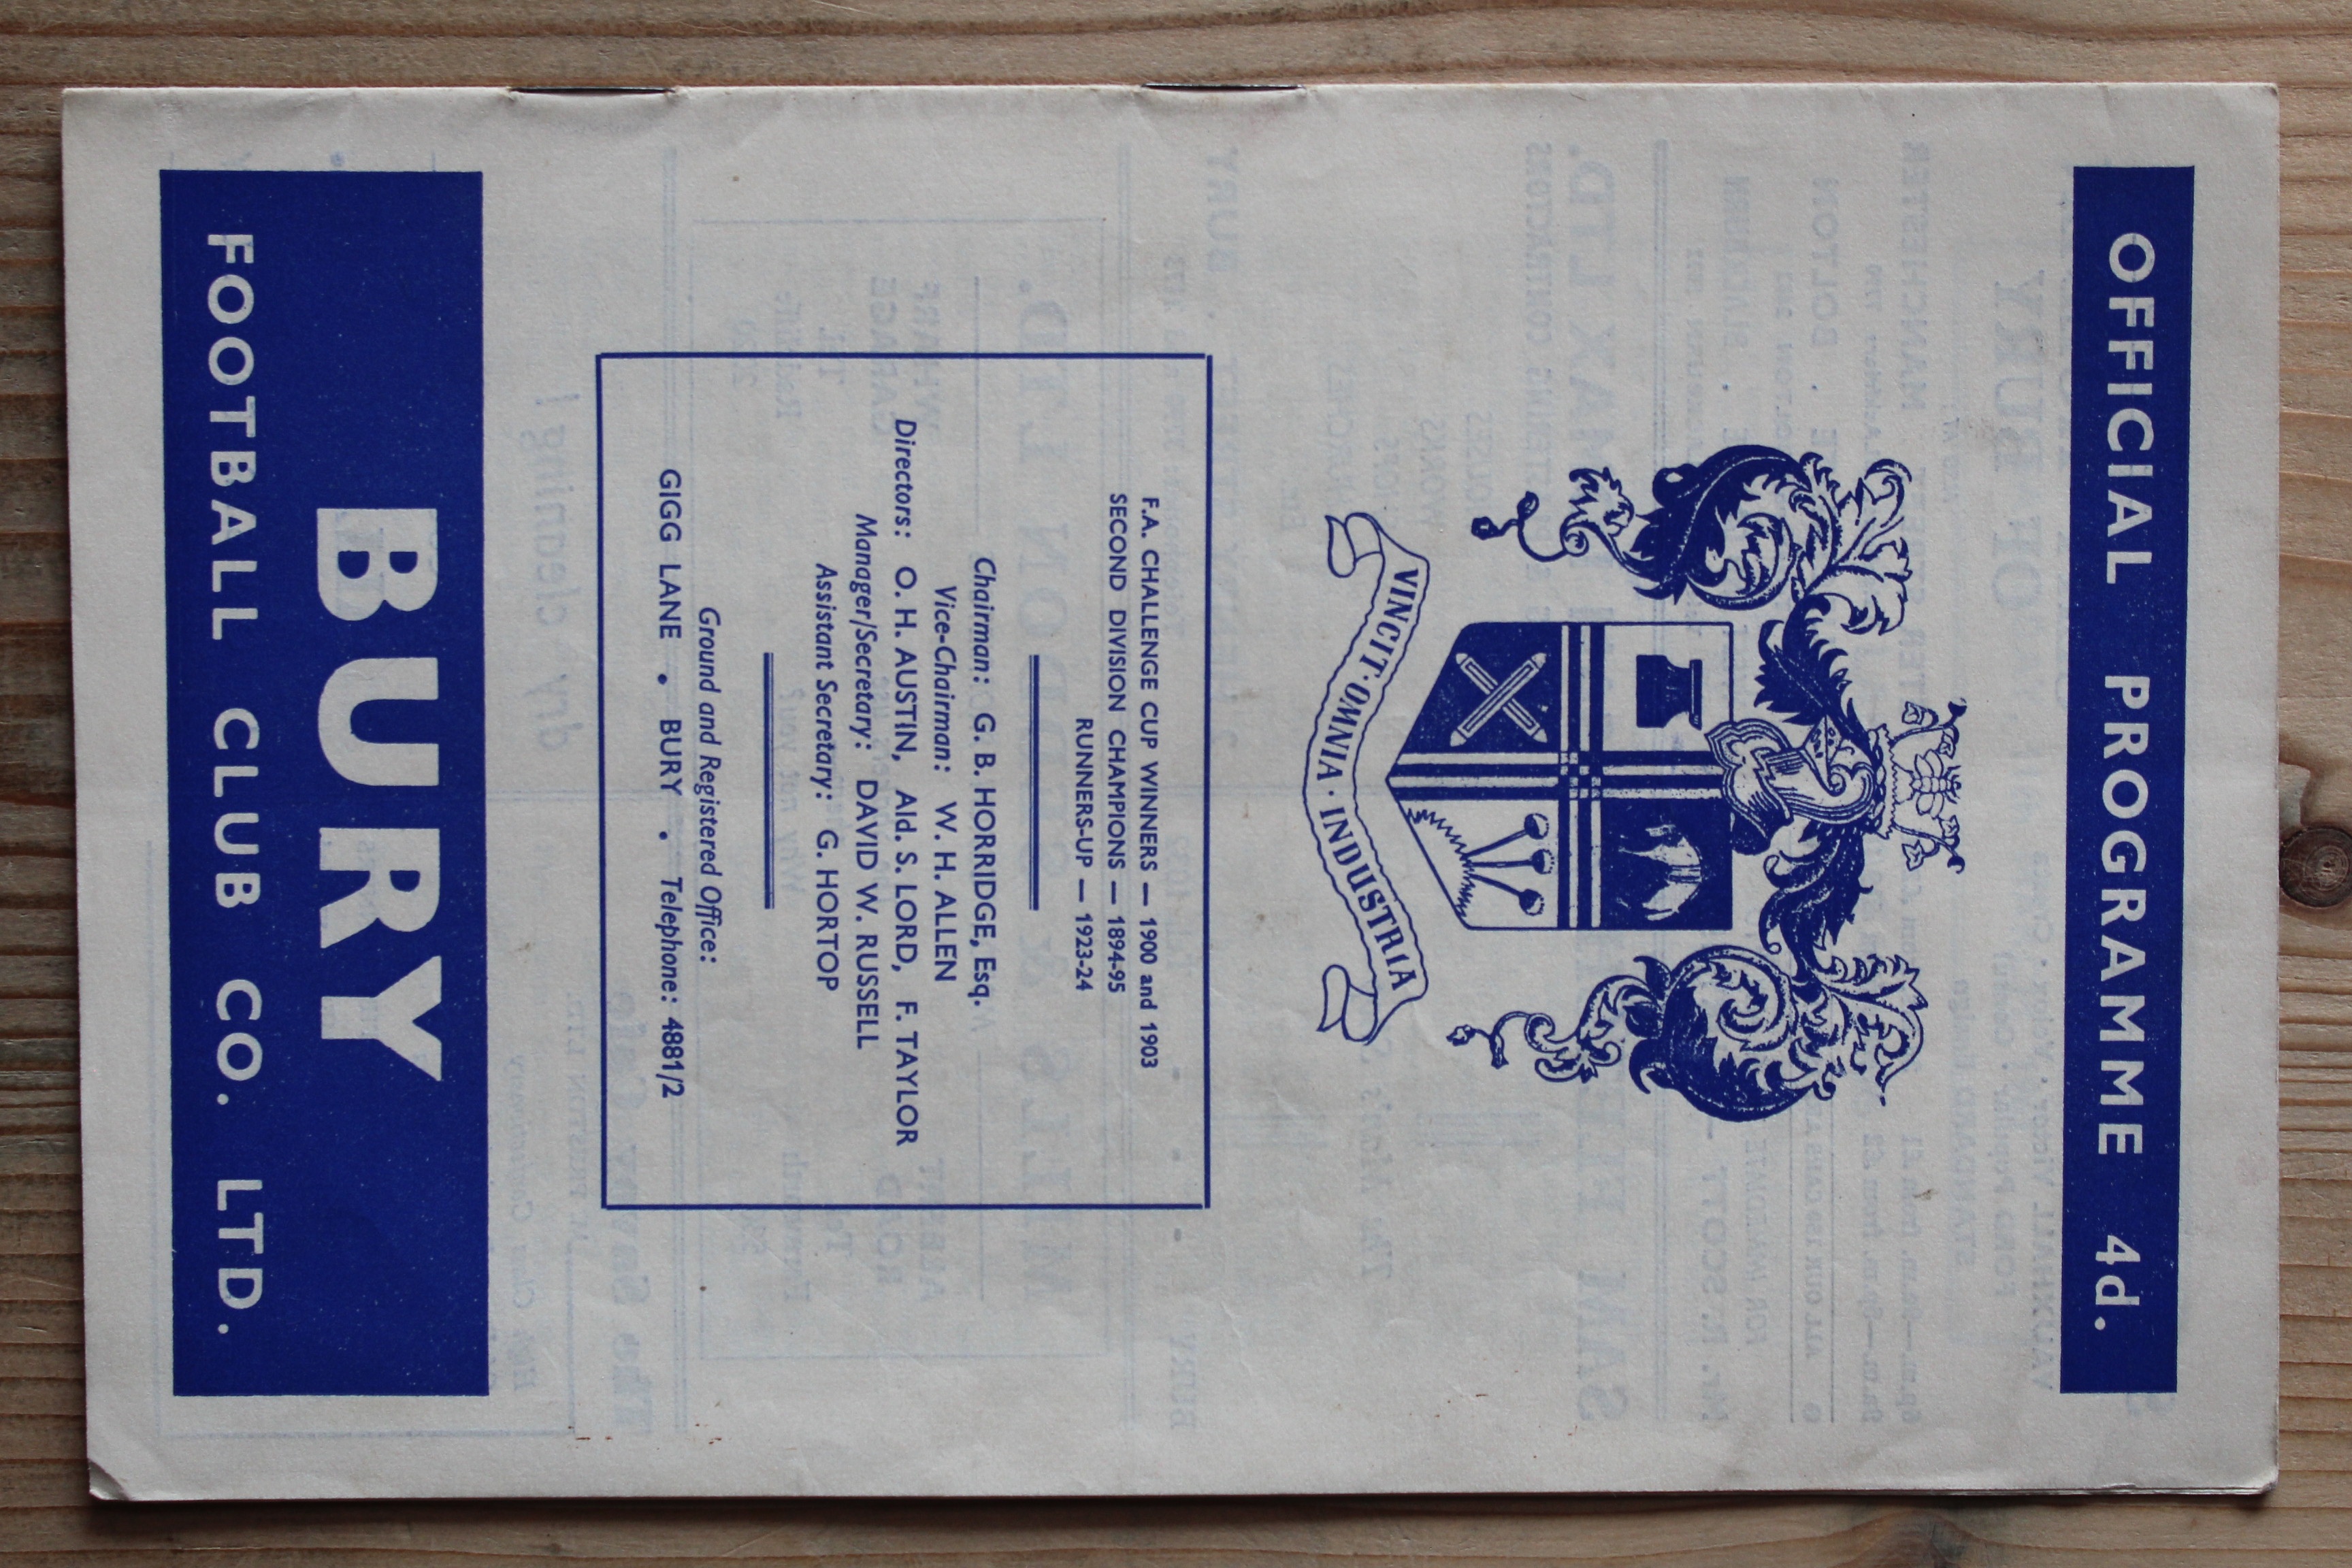 OFFICIAL PROGRAMME 4d.
VINCIT · OMNIA · INDUSTRIA
F.A. CHALLENGE CUP WINNERS — 1900 and 1903
SECOND DIVISION CHAMPIONS — 1894-95
RUNNERS-UP — 1923-24
Chairman: G. B. HORRIDGE, Esq.
Vice-Chairman: W. H. ALLEN
Directors: O. H. AUSTIN, Ald. S. LORD, F. TAYLOR
Manager/Secretary: DAVID W. RUSSELL
Assistant Secretary: G. HORTOP
Ground and Registered Office:
GIGG LANE . BURY . Telephone: 4881/2
BURY
FOOTBALL CLUB CO. LTD.